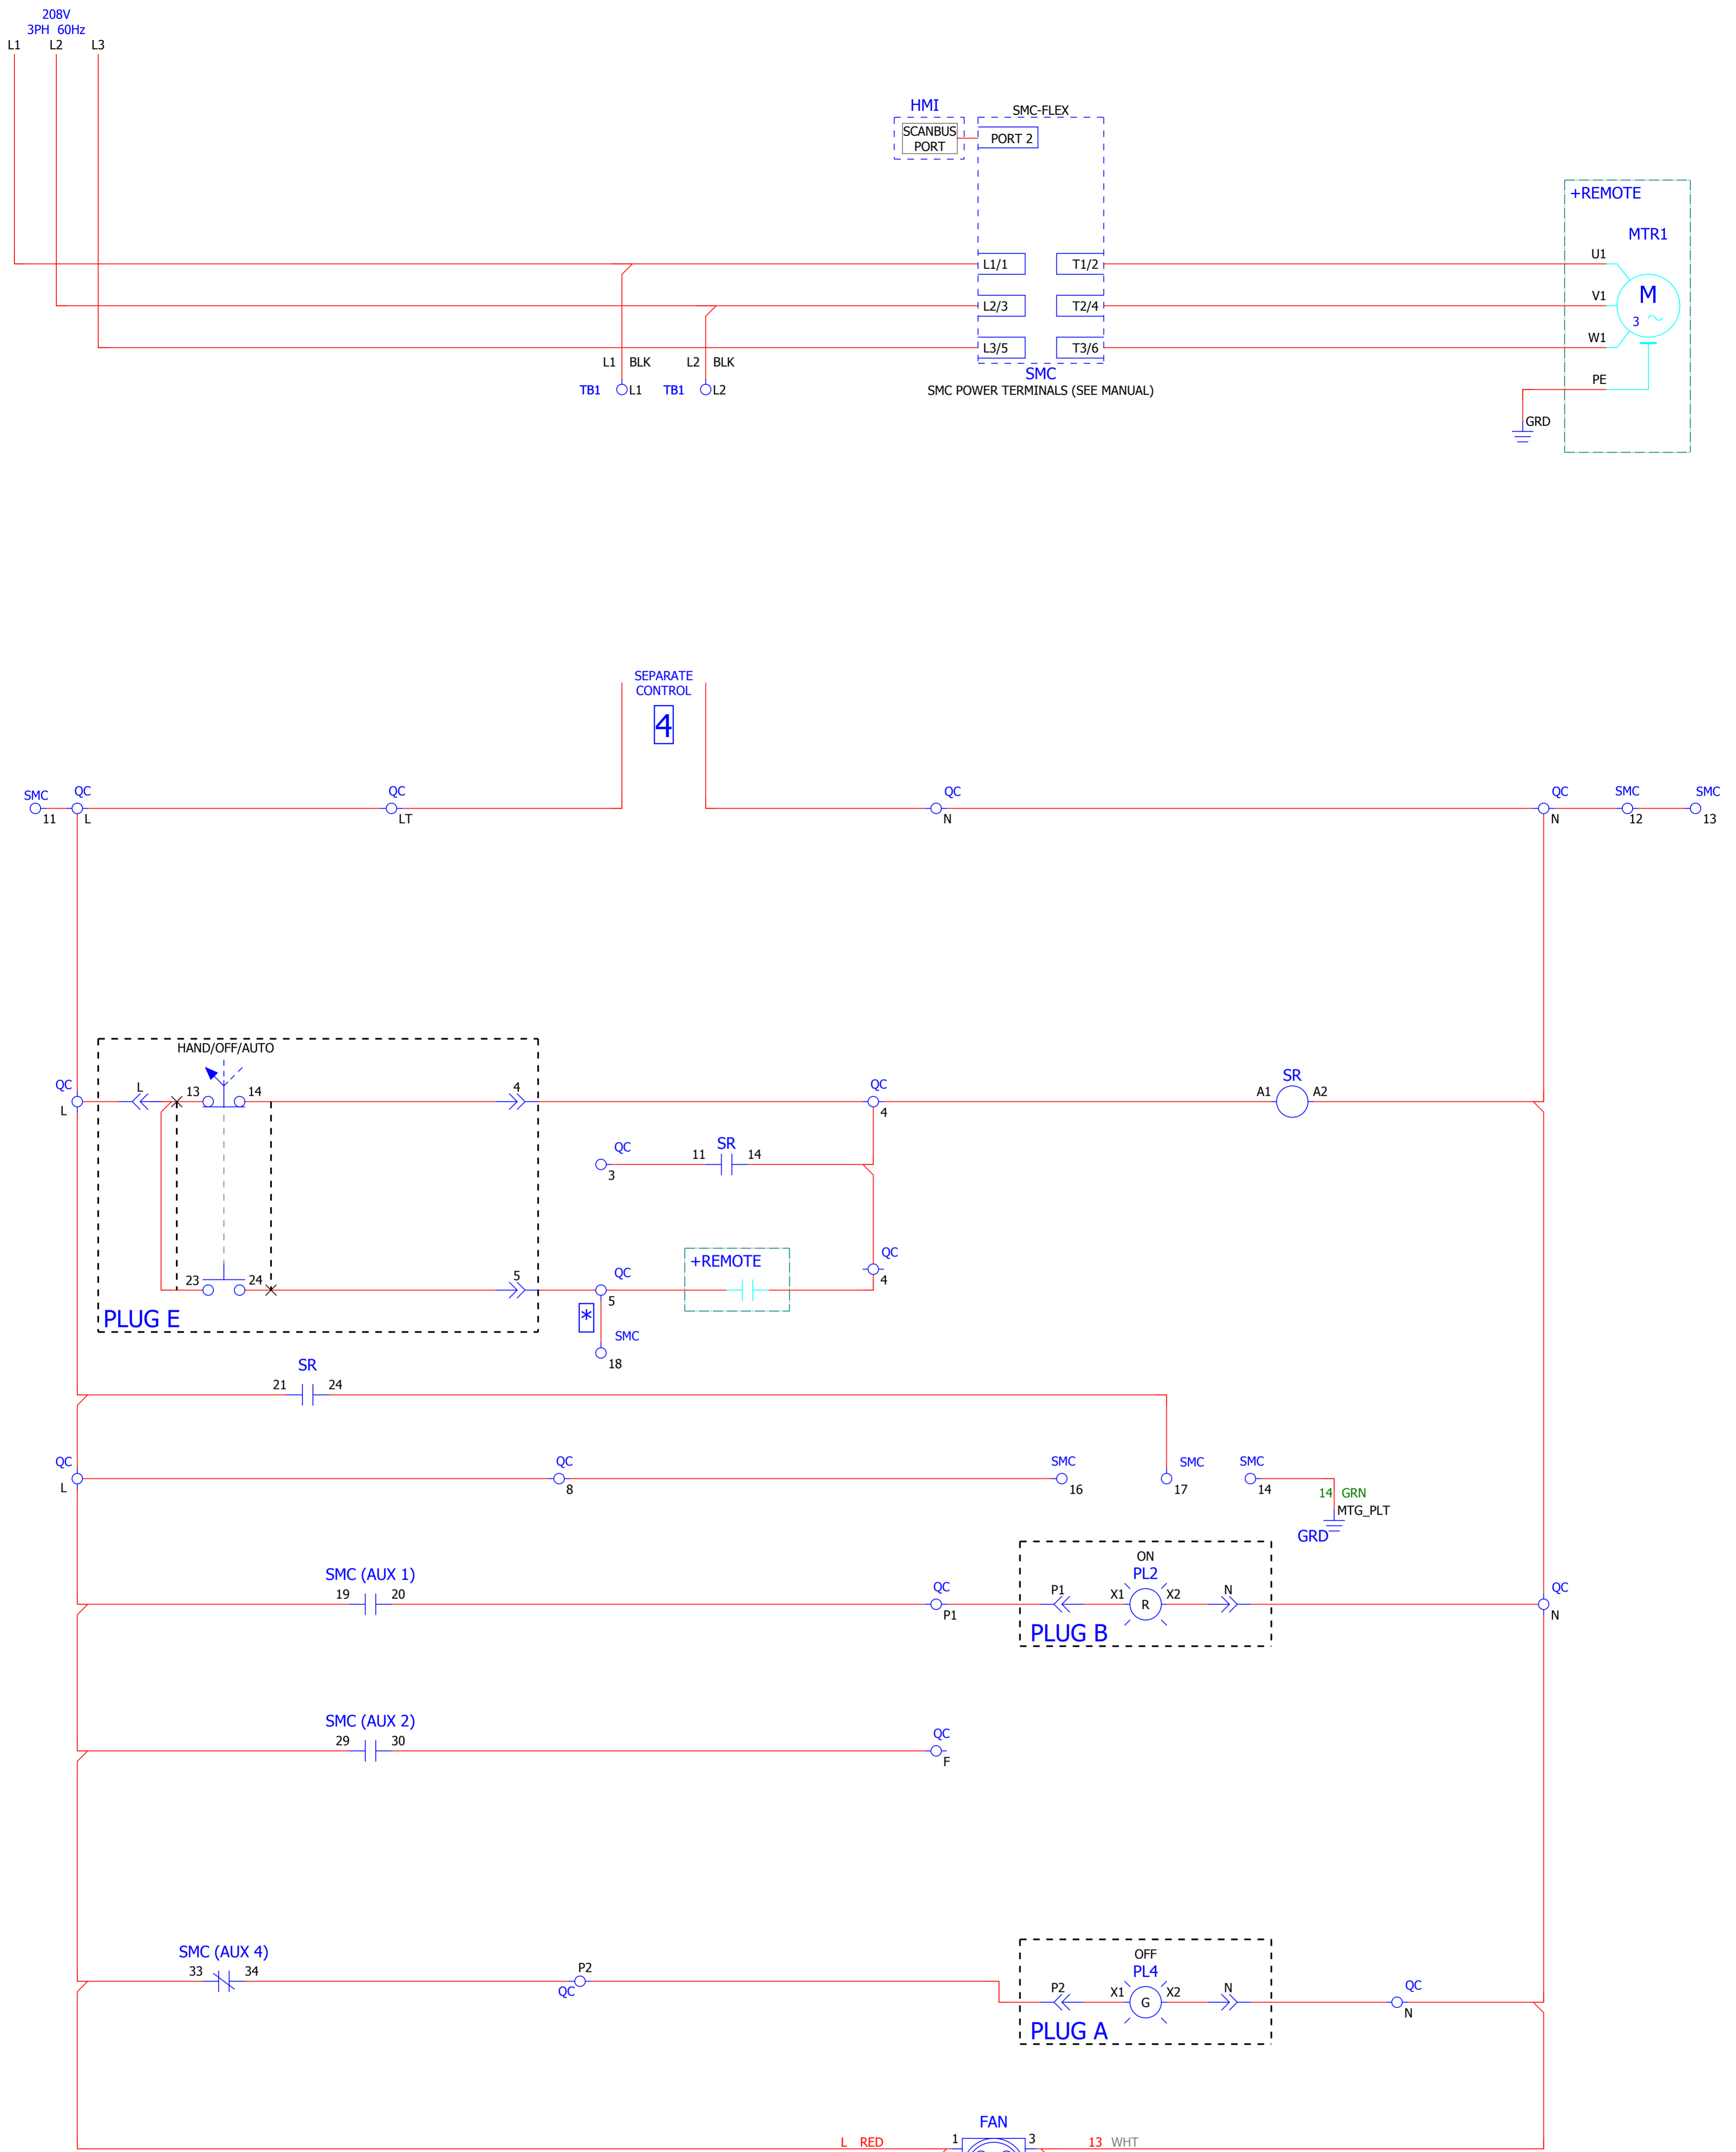 208V
3PH 60Hz
L1 L2 L3
HMI
SCANBUS
PORT
SMC-FLEX
PORT 2
+REMOTE
MTR1
L1/1 T1/2 U1
L2/3 T2/4 V1
M
3
L3/5 T3/6 W1
L1 BLK L2 BLK
SMC
SMC POWER TERMINALS (SEE MANUAL)
TB1 L1 TB1 L2
PE
GRD
SEPARATE
CONTROL
4
SMC QC QC QC QC SMC SMC
11 L LT N N 12 13
HAND/OFF/AUTO
QC L 13 14 4 QC SR
A1 A2
L 4
QC 11 SR 14
3
+REMOTE
QC
4
23 24 5 QC
5
PLUG E
*
SMC
18
SR
21 24
QC QC SMC SMC SMC
L 8 16 17 14
14 GRN
MTG_PLT
GRD
SMC (AUX 1)
19 20
QC
P1
ON
PL2
P1 X1 R X2 N
PLUG B
QC
N
SMC (AUX 2)
29 30
QC
F
SMC (AUX 4)
33 34
P2
QC
OFF
PL4
P2 X1 G X2 N
PLUG A
QC
N
FAN
L RED 1 3 13 WHT